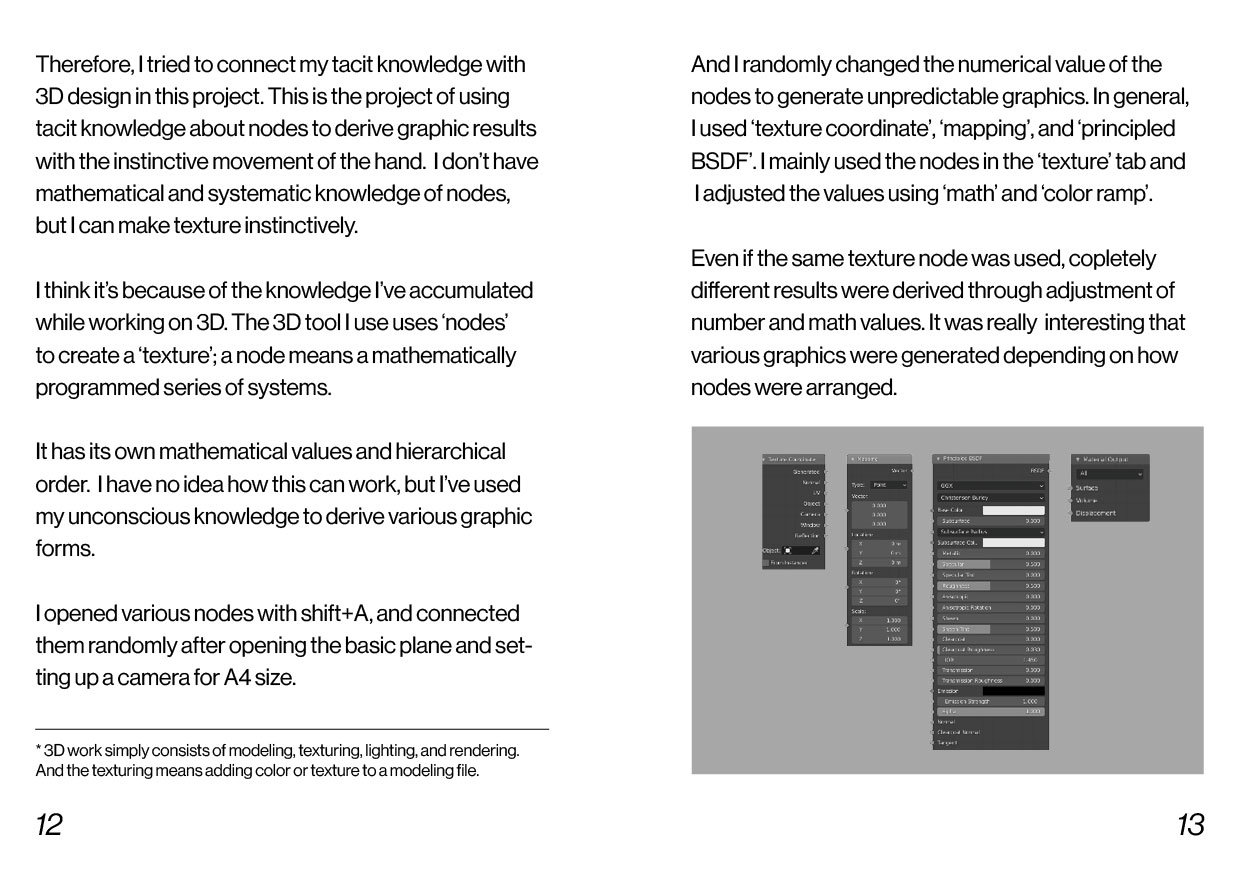 Therefore, I tried to connect my tacit knowledge with
3D design in this project. This is the project of using
tacit knowledge about nodes to derive graphic results
with the instinctive movement of the hand.  I don’t have
mathematical and systematic knowledge of nodes,
but I can make texture instinctively.
I think it’s because of the knowledge I’ve accumulated
while working on 3D. The 3D tool I use uses ‘nodes’
to create a ‘texture’; a node means a mathematically
programmed series of systems.
It has its own mathematical values and hierarchical
order.  I have no idea how this can work, but I’ve used
my unconscious knowledge to derive various graphic
forms.
I opened various nodes with shift+A, and connected
them randomly after opening the basic plane and set-
ting up a camera for A4 size.
* 3D work simply consists of modeling, texturing, lighting, and rendering.
And the texturing means adding color or texture to a modeling file.
12
And I randomly changed the numerical value of the
nodes to generate unpredictable graphics. In general,
I used ‘texture coordinate’, ‘mapping’, and ‘principled
BSDF’. I mainly used the nodes in the ‘texture’ tab and
I adjusted the values using ‘math’ and ‘color ramp’.
Even if the same texture node was used, copletely
different results were derived through adjustment of
number and math values. It was really  interesting that
various graphics were generated depending on how
nodes were arranged.
Texture Coordinate
Generated
Normal
UV
Object
Camera
Window
Reflection
Object:
From Instancer
Mapping
Vector
Type: Point
Vector:
0.000
0.000
0.000
Location:
X 0 m
Y 0 m
Z 0 m
Rotation:
X 0°
Y 0°
Z 0°
Scale:
X 1.000
Y 1.000
Z 1.000
Principled BSDF
BSDF
GGX
Christensen-Burley
Base Color
Subsurface 0.000
Subsurface Radius
Subsurface Col..
Metallic 0.000
Specular 0.500
Specular Tint 0.000
Roughness 0.500
Anisotropic 0.000
Anisotropic Rotation 0.000
Sheen 0.000
Sheen Tint 0.500
Clearcoat 0.000
Clearcoat Roughness 0.030
IOR 1.450
Transmission 0.000
Transmission Roughness 0.000
Emission
Emission Strength 1.000
Alpha 1.000
Normal
Clearcoat Normal
Tangent
Material Output
All
Surface
Volume
Displacement
13